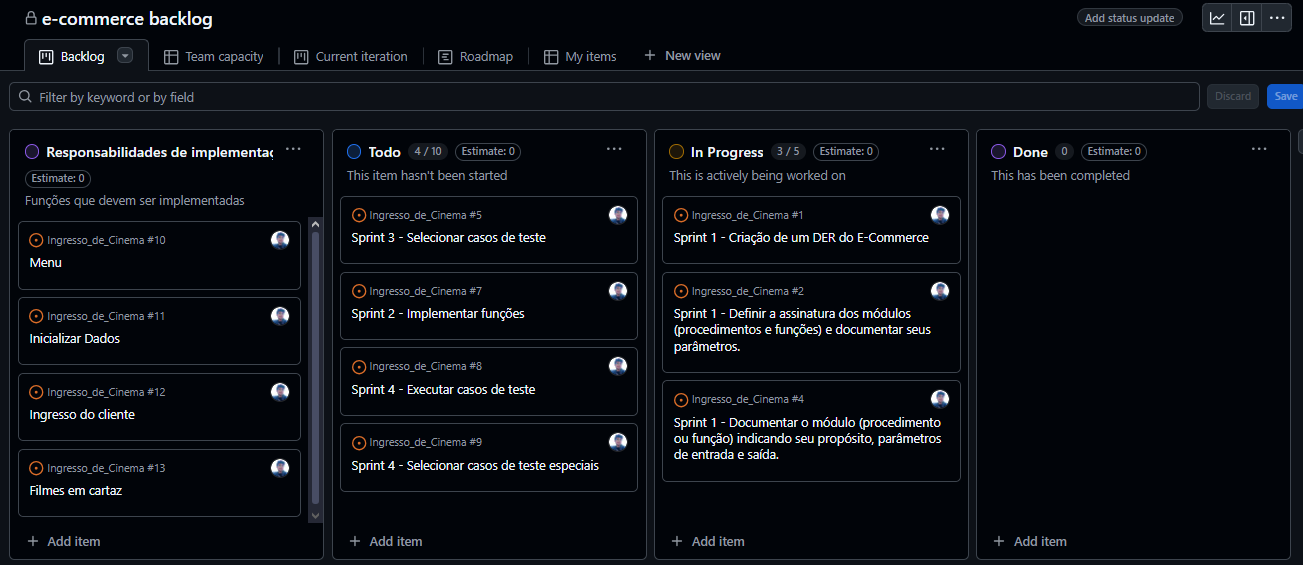 e-commerce backlog
Add status update
Backlog
Team capacity
Current iteration
Roadmap
My items
New view
Filter by keyword or by field
Discard
Save
Responsabilidades de implementaç
Estimate: 0
Funções que devem ser implementadas
Ingresso_de_Cinema #10
Menu
Ingresso_de_Cinema #11
Inicializar Dados
Ingresso_de_Cinema #12
Ingresso do cliente
Ingresso_de_Cinema #13
Filmes em cartaz
Add item
Todo 4 / 10 Estimate: 0
This item hasn't been started
Ingresso_de_Cinema #5
Sprint 3 - Selecionar casos de teste
Ingresso_de_Cinema #7
Sprint 2 - Implementar funções
Ingresso_de_Cinema #8
Sprint 4 - Executar casos de teste
Ingresso_de_Cinema #9
Sprint 4 - Selecionar casos de teste especiais
Add item
In Progress 3 / 5 Estimate: 0
This is actively being worked on
Ingresso_de_Cinema #1
Sprint 1 - Criação de um DER do E-Commerce
Ingresso_de_Cinema #2
Sprint 1 - Definir a assinatura dos módulos
(procedimentos e funções) e documentar seus
parâmetros.
Ingresso_de_Cinema #4
Sprint 1 - Documentar o módulo (procedimento
ou função) indicando seu propósito, parâmetros
de entrada e saída.
Add item
Done 0 Estimate: 0
This has been completed
Add item